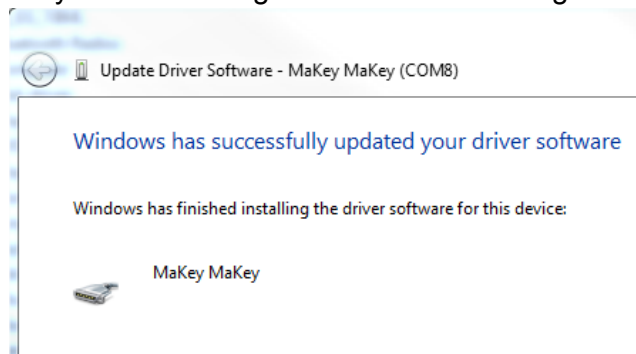 Update Driver Software - MaKey MaKey (COM8)
Windows has successfully updated your driver software
Windows has finished installing the driver software for this device:
MaKey MaKey